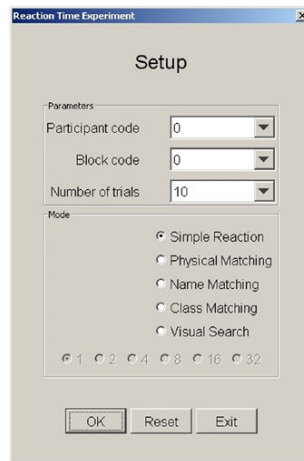 Reaction Time Experiment
Setup
Parameters
Participant code 0
Block code 0
Number of trials 10
Mode
Simple Reaction
Physical Matching
Name Matching
Class Matching
Visual Search
1 2 4 8 16 32
OK Reset Exit